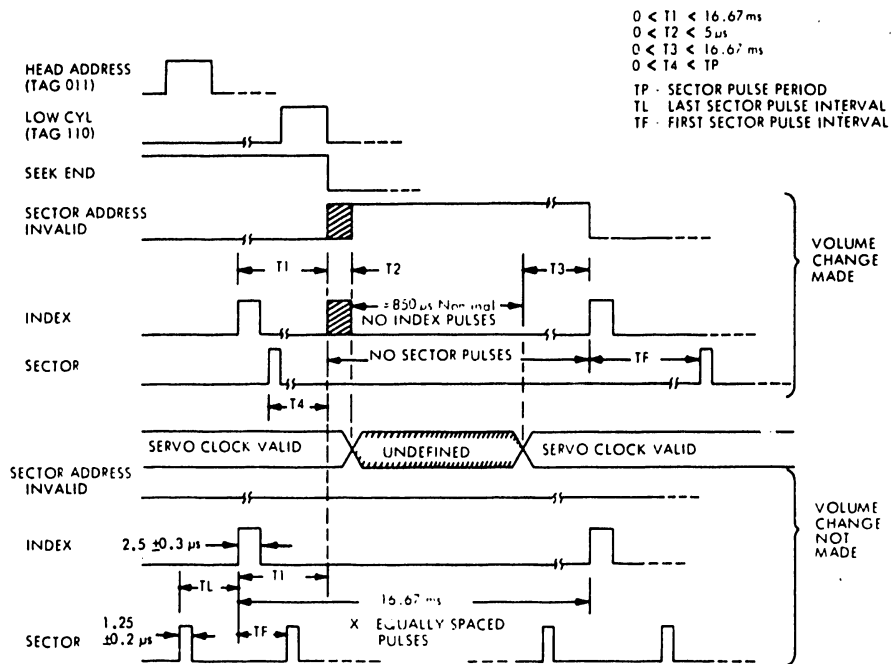 0 < T1 < 16.67ms
0 < T2 < 5µs
0 < T3 < 16.67ms
0 < T4 < TP
TP - SECTOR PULSE PERIOD
TL LAST SECTOR PULSE INTERVAL
TF - FIRST SECTOR PULSE INTERVAL
HEAD ADDRESS
(TAG 011)
LOW CYL
(TAG 110)
SEEK END
SECTOR ADDRESS
INVALID
T1
T2
T3
VOLUME
CHANGE
MADE
INDEX
≈850 µs Nominal
NO INDEX PULSES
SECTOR
NO SECTOR PULSES
TF
T4
SERVO CLOCK VALID
UNDEFINED
SERVO CLOCK VALID
SECTOR ADDRESS
INVALID
VOLUME
CHANGE
NOT
MADE
INDEX
2.5 ±0.3 µs
TL
T1
16.67 ms
SECTOR
1.25
±0.2 µs
TF
X EQUALLY SPACED
PULSES